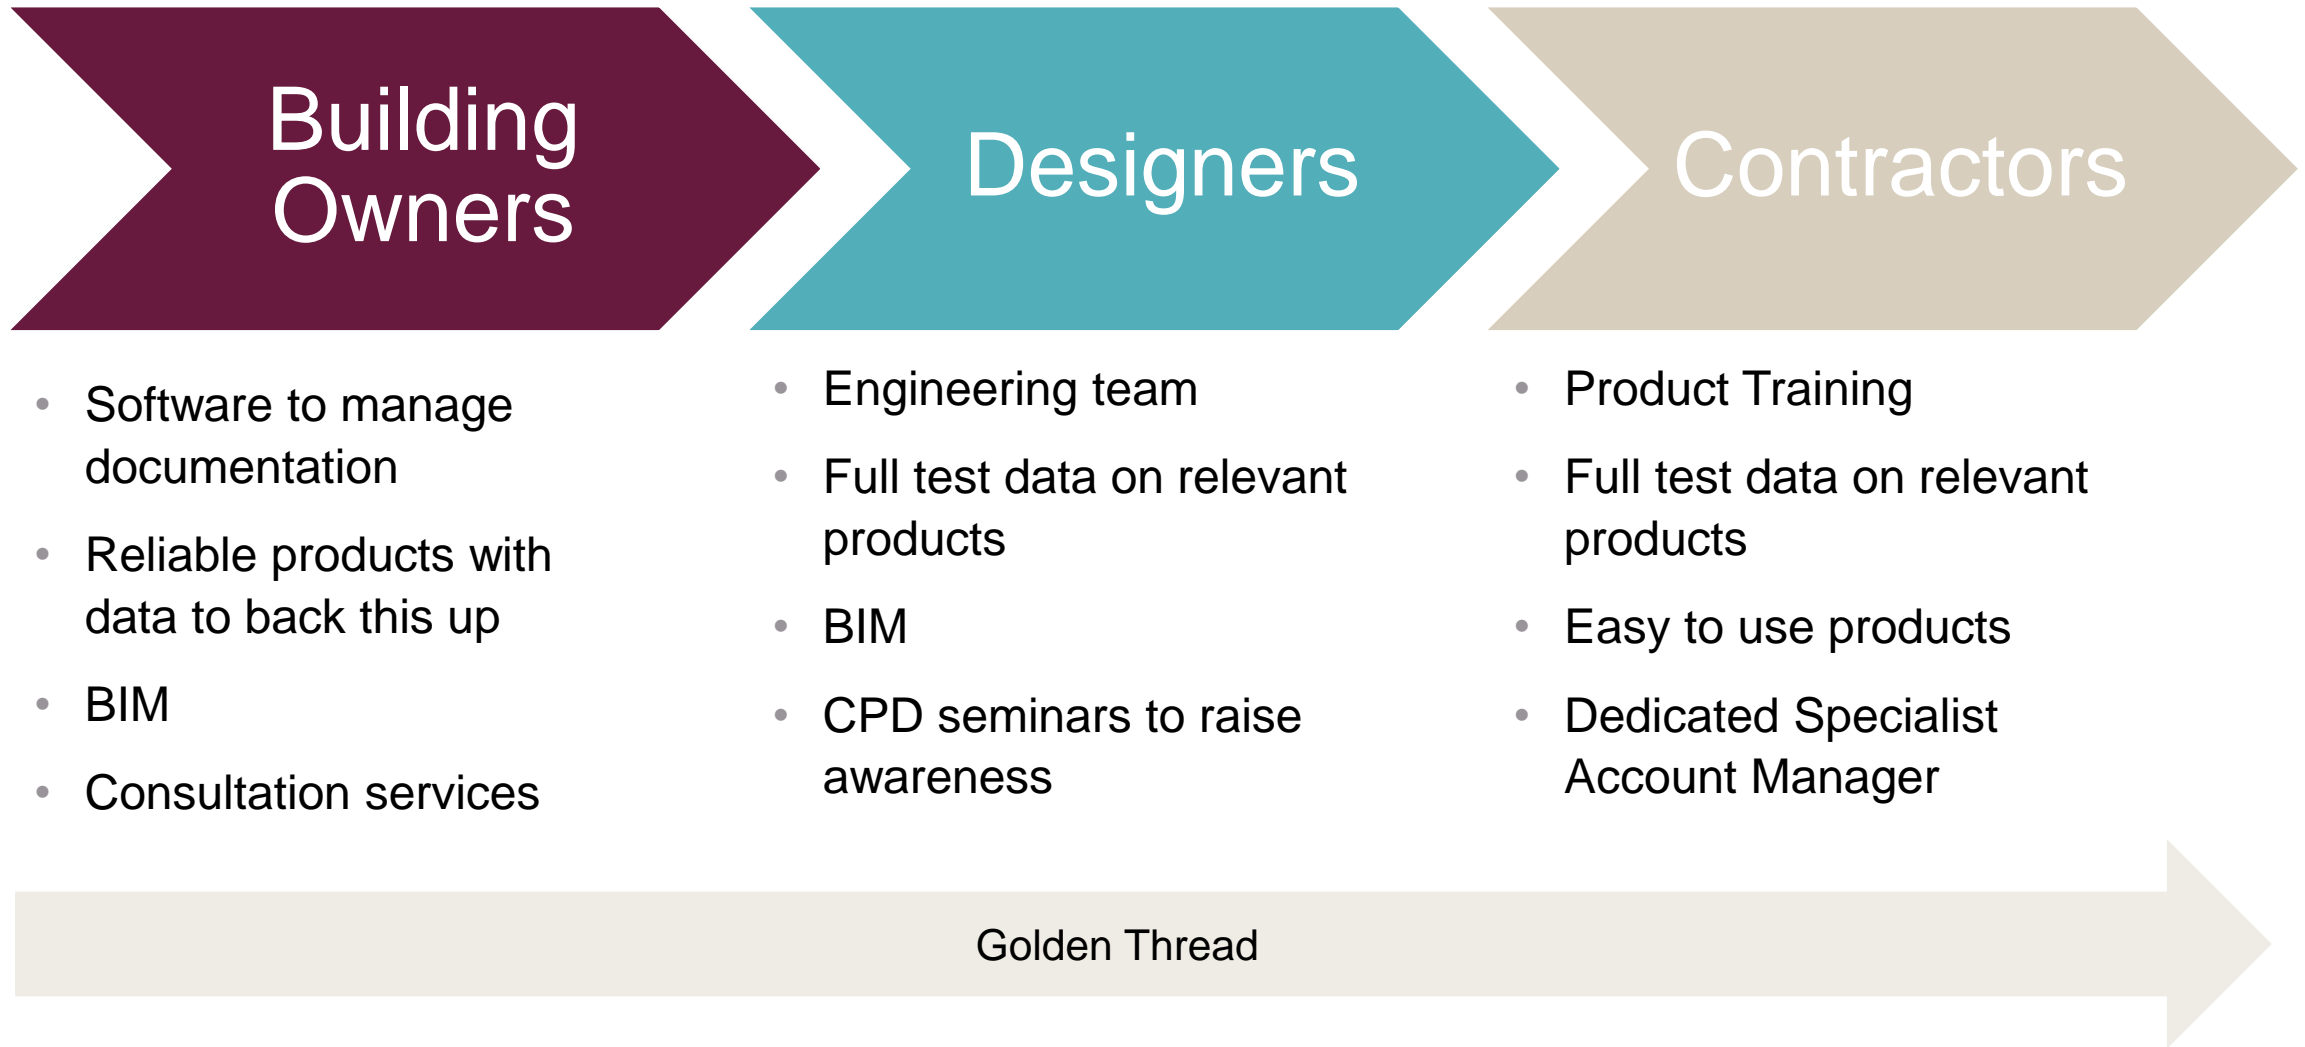 Building
Owners
Designers
Contractors
• Software to manage
documentation
• Reliable products with
data to back this up
• BIM
• Consultation services
• Engineering team
• Full test data on relevant
products
• BIM
• CPD seminars to raise
awareness
• Product Training
• Full test data on relevant
products
• Easy to use products
• Dedicated Specialist
Account Manager
Golden Thread